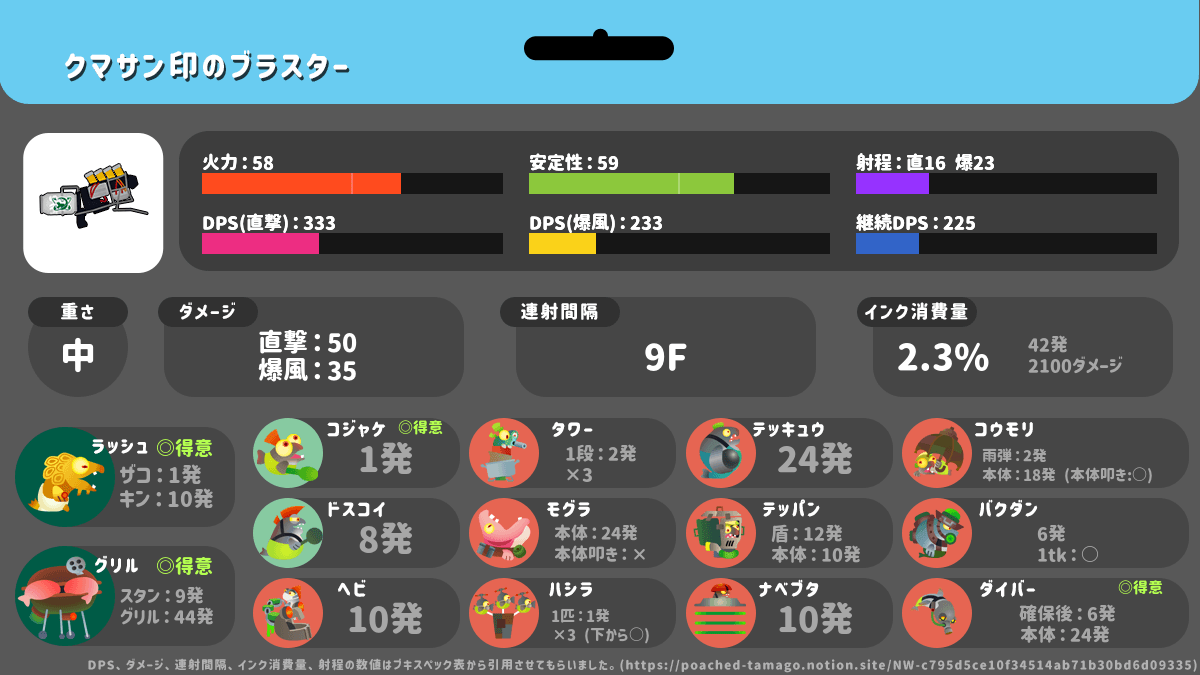 クマサン印のブラスター
火力：58
安定性：59
射程：直16 爆23
DPS(直撃)：333
DPS(爆風)：233
継続DPS：225
重さ
中
ダメージ
直撃：50
爆風：35
連射間隔
9F
インク消費量
2.3%
42発
2100ダメージ
ラッシュ ◎得意
ザコ：1発
キン：10発
グリル ◎得意
スタン：9発
グリル：44発
コジャケ ◎得意
1発
タワー
1段：2発
×3
テッキュウ
24発
コウモリ
雨弾：2発
本体：18発 (本体叩き:○)
ドスコイ
8発
モグラ
本体：24発
本体叩き：×
テッパン
盾：12発
本体：10発
バクダン
6発
1tk：○
ヘビ
10発
ハシラ
1匹：1発
×3 (下から○)
ナベブタ
10発
ダイバー ◎得意
確保後：6発
本体：24発
DPS、ダメージ、連射間隔、インク消費量、射程の数値はブキスペック表から引用させてもらいました。(https://poached-tamago.notion.site/NW-c795d5ce10f34514ab71b30bd6d09335)